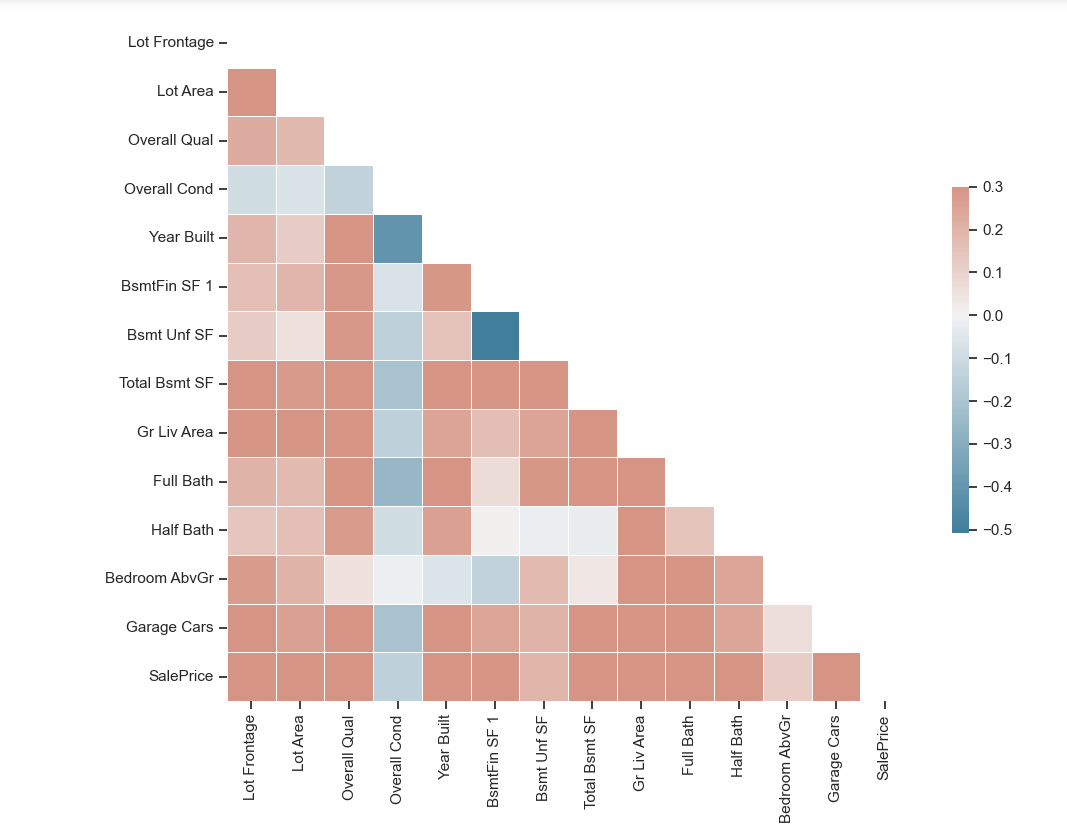 Lot Frontage
Lot Area
Overall Qual
Overall Cond
Year Built
BsmtFin SF 1
Bsmt Unf SF
Total Bsmt SF
Gr Liv Area
Full Bath
Half Bath
Bedroom AbvGr
Garage Cars
SalePrice
Lot Frontage
Lot Area
Overall Qual
Overall Cond
Year Built
BsmtFin SF 1
Bsmt Unf SF
Total Bsmt SF
Gr Liv Area
Full Bath
Half Bath
Bedroom AbvGr
Garage Cars
SalePrice
0.3
0.2
0.1
0.0
−0.1
−0.2
−0.3
−0.4
−0.5